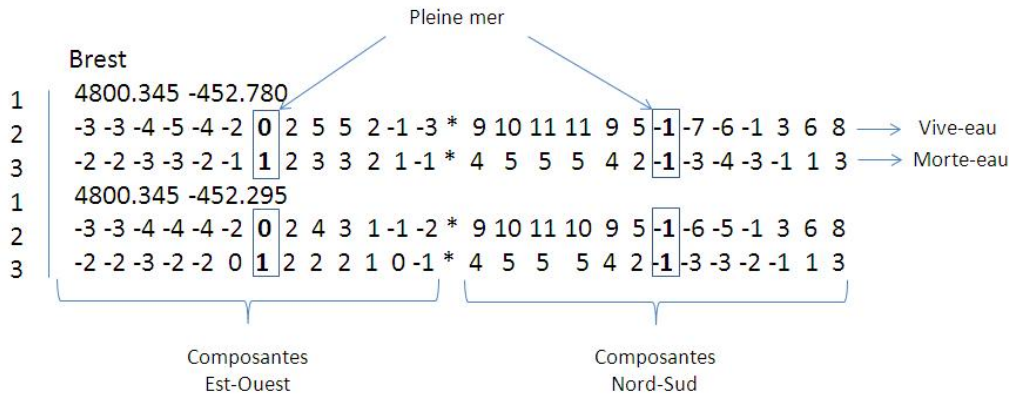 Pleine mer
Brest
1 4800.345 -452.780
2 -3 -3 -4 -5 -4 -2 0 2 5 5 2 -1 -3 * 9 10 11 11 9 5 -1 -7 -6 -1 3 6 8 Vive-eau
3 -2 -2 -3 -3 -2 -1 1 2 3 3 2 1 -1 * 4 5 5 5 4 2 -1 -3 -4 -3 -1 1 3 Morte-eau
1 4800.345 -452.295
2 -3 -3 -4 -4 -4 -2 0 2 4 3 1 -1 -2 * 9 10 11 10 9 5 -1 -6 -5 -1 3 6 8
3 -2 -2 -3 -2 -2 0 1 2 2 2 1 0 -1 * 4 5 5 5 4 2 -1 -3 -3 -2 -1 1 3
Composantes Est-Ouest
Composantes Nord-Sud